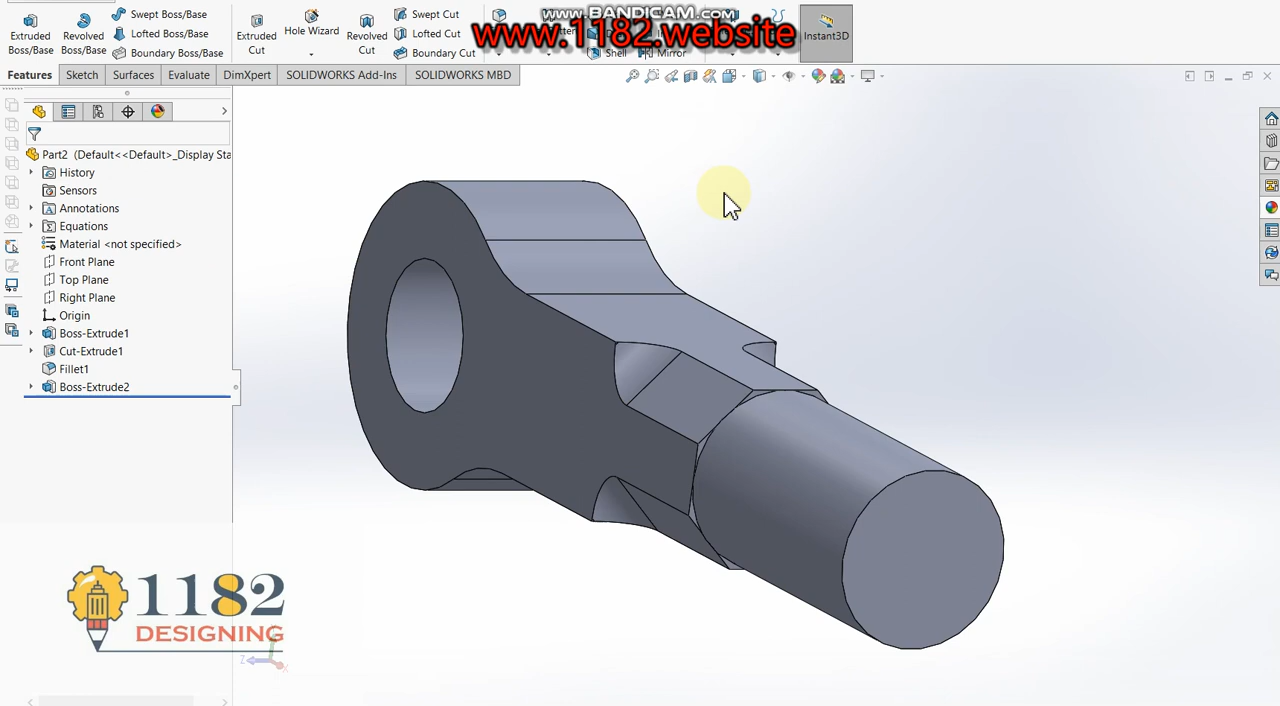 www.BANDICAM.com
www.1182.website
Extruded Boss/Base
Revolved Boss/Base
Swept Boss/Base
Lofted Boss/Base
Boundary Boss/Base
Extruded Cut
Hole Wizard
Revolved Cut
Swept Cut
Lofted Cut
Boundary Cut
Shell
Mirror
Instant3D
Features Sketch Surfaces Evaluate DimXpert SOLIDWORKS Add-Ins SOLIDWORKS MBD
Part2 (Default<<Default>_Display Sta
History
Sensors
Annotations
Equations
Material <not specified>
Front Plane
Top Plane
Right Plane
Origin
Boss-Extrude1
Cut-Extrude1
Fillet1
Boss-Extrude2
1182
DESIGNING
Z
X